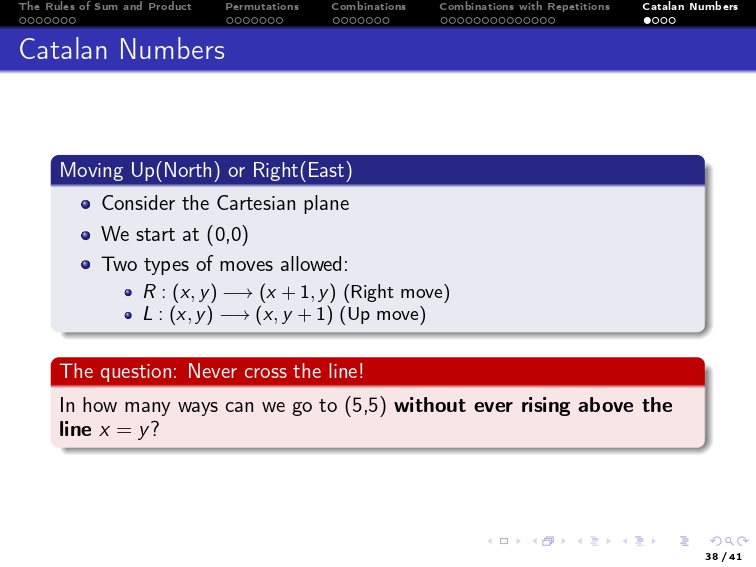 The Rules of Sum and Product Permutations Combinations Combinations with Repetitions Catalan Numbers
Catalan Numbers
Moving Up(North) or Right(East)
Consider the Cartesian plane
We start at (0,0)
Two types of moves allowed:
R : (x, y) ⟶ (x + 1, y) (Right move)
L : (x, y) ⟶ (x, y + 1) (Up move)
The question: Never cross the line!
In how many ways can we go to (5,5) without ever rising above the
line x = y?
38 / 41